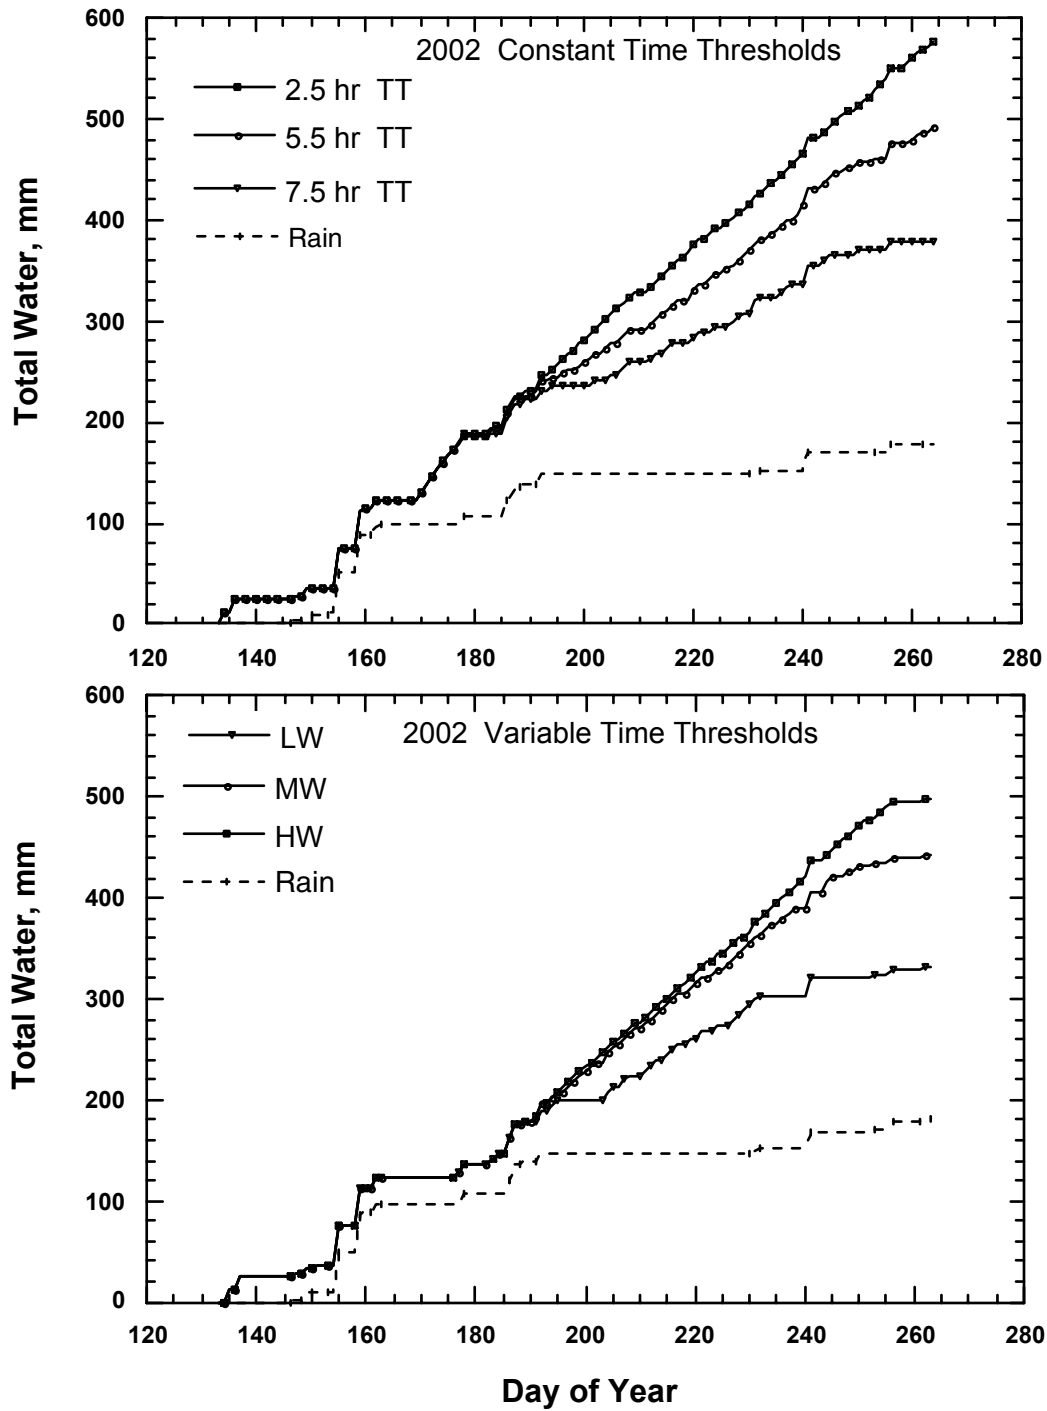 600
2002 Constant Time Thresholds
2.5 hr TT
500
5.5 hr TT
7.5 hr TT
400
Rain
300
200
100
0
Total Water, mm
120 140 160 180 200 220 240 260 280
600
2002 Variable Time Thresholds
LW
MW
500
HW
Rain
400
300
200
100
0
Total Water, mm
120 140 160 180 200 220 240 260 280
Day of Year